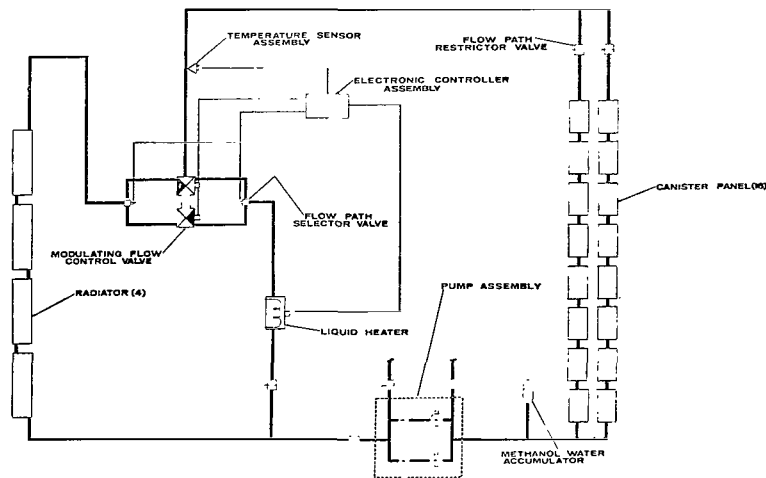 TEMPERATURE SENSOR
ASSEMBLY
FLOW PATH
RESTRICTOR VALVE
ELECTRONIC CONTROLLER
ASSEMBLY
CANISTER PANEL(16)
FLOW PATH
SELECTOR VALVE
MODULATING FLOW
CONTROL VALVE
RADIATOR (4)
PUMP ASSEMBLY
LIQUID HEATER
METHANOL WATER
ACCUMULATOR